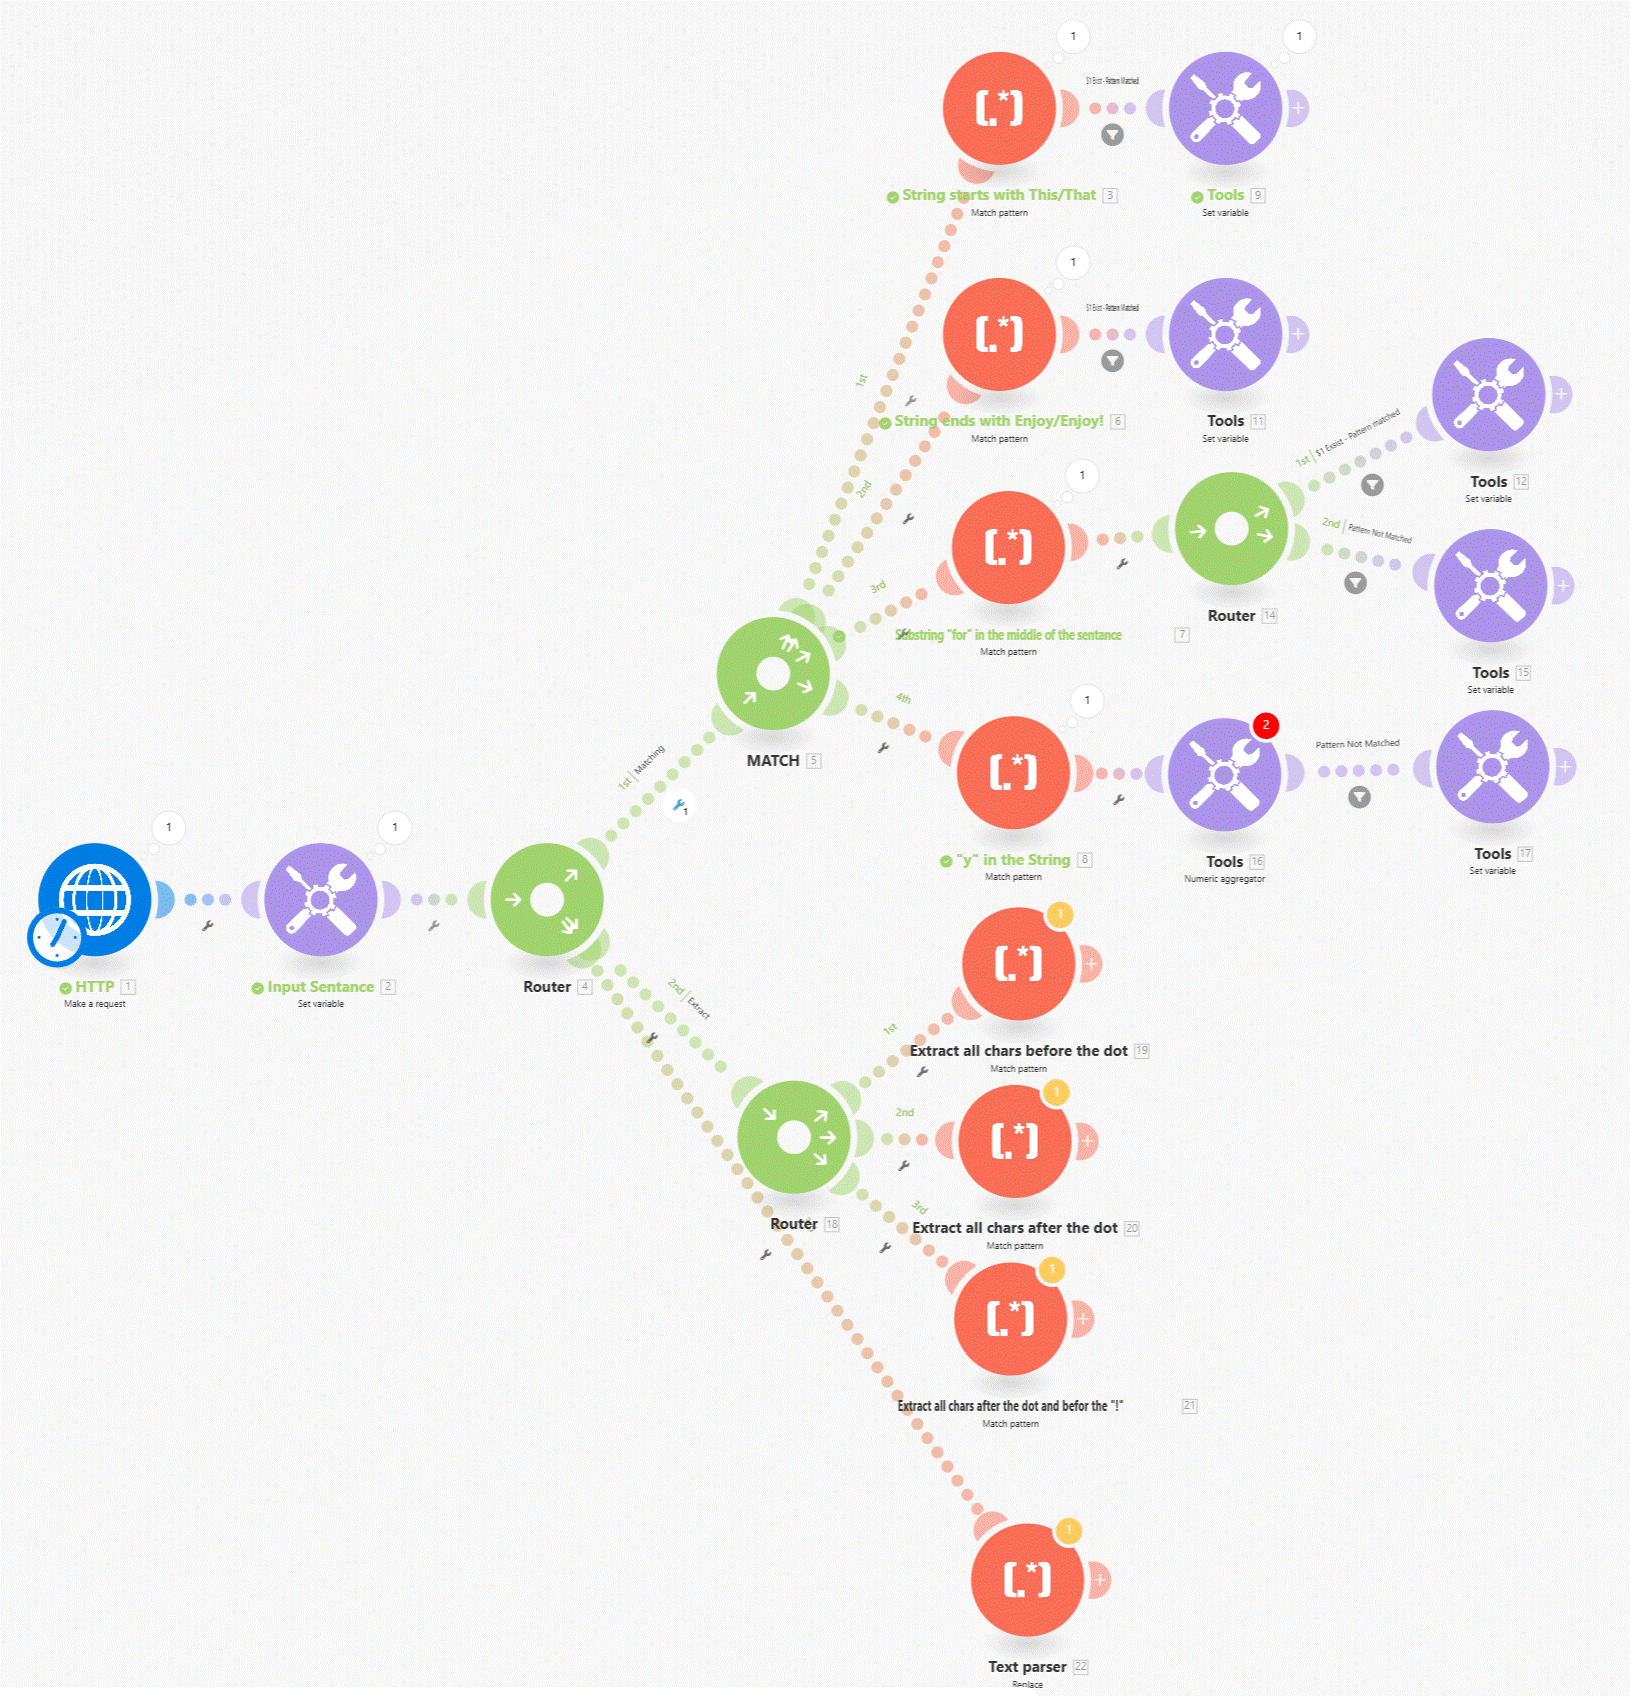 1
1
S1 Exist - Pattern Matched
String starts with This/That 3
Match pattern
Tools 9
Set variable
1
S1 Exist - Pattern Matched
1st
String ends with Enjoy/Enjoy! 6
Match pattern
Tools 11
Set variable
1st | $1 Exsist - Pattern matched
Tools 12
Set variable
2nd
1
2nd | Pattern Not Matched
3rd
Substring "for" in the middle of the sentance 7
Match pattern
Router 14
Tools 15
Set variable
4th
1
2
Pattern Not Matched
MATCH 5
1st | Matching
1
"y" in the String 8
Match pattern
Tools 16
Numeric aggregator
Tools 17
Set variable
1
1
HTTP 1
Make a request
Input Sentance 2
Set variable
Router 4
2nd | Extract
1
1st
Extract all chars before the dot 19
Match pattern
1
2nd
3rd
Router 18
Extract all chars after the dot 20
Match pattern
1
Extract all chars after the dot and befor the "!" 21
Match pattern
1
Text parser 22
Replace